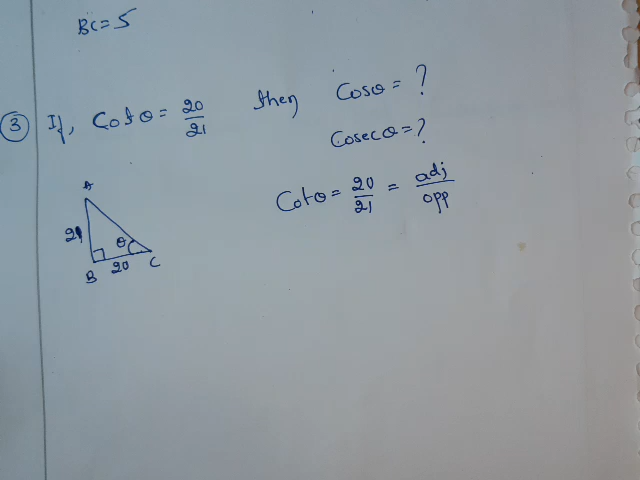 BC = 5
③ If, Cotθ = 20/21 then Cosθ = ?
Cosecθ = ?
Cotθ = 20/21 = adj/opp
A
21
θ
B 20 C